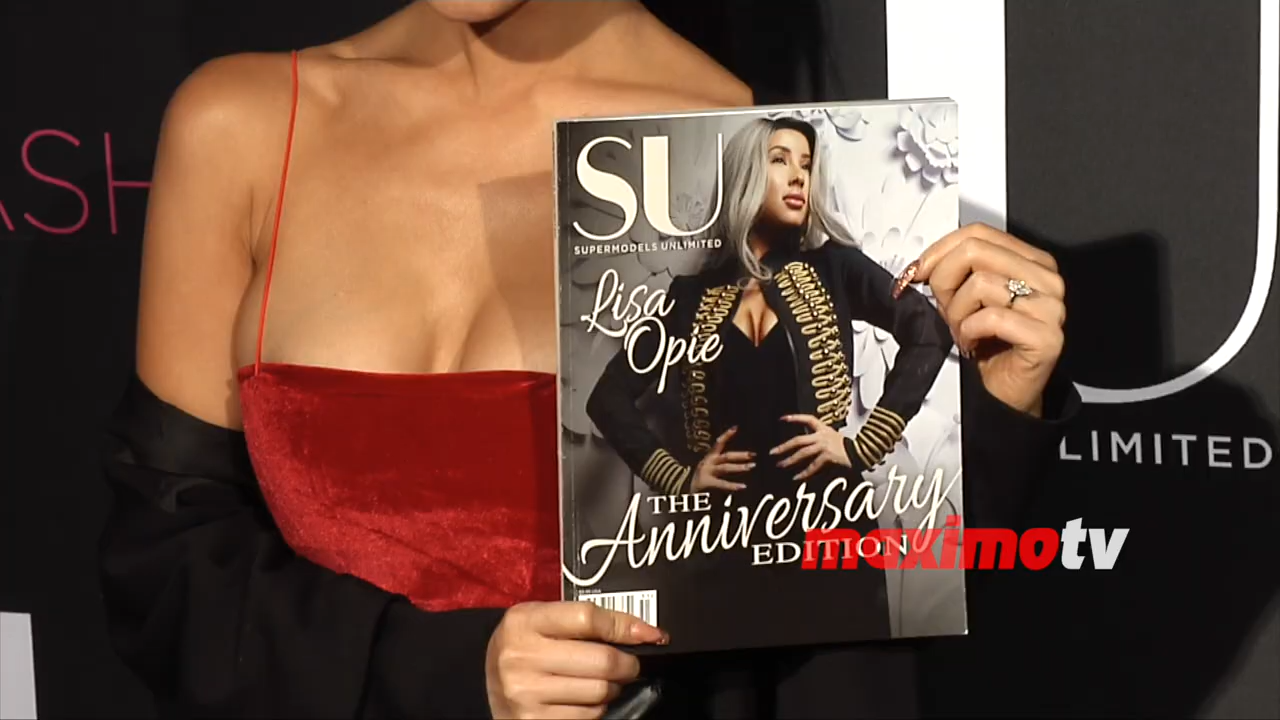 ASH
SU
SUPERMODELS UNLIMITED
Lisa
Opie
THE
Anniversary
EDITION
maximotv
U
LIMITED